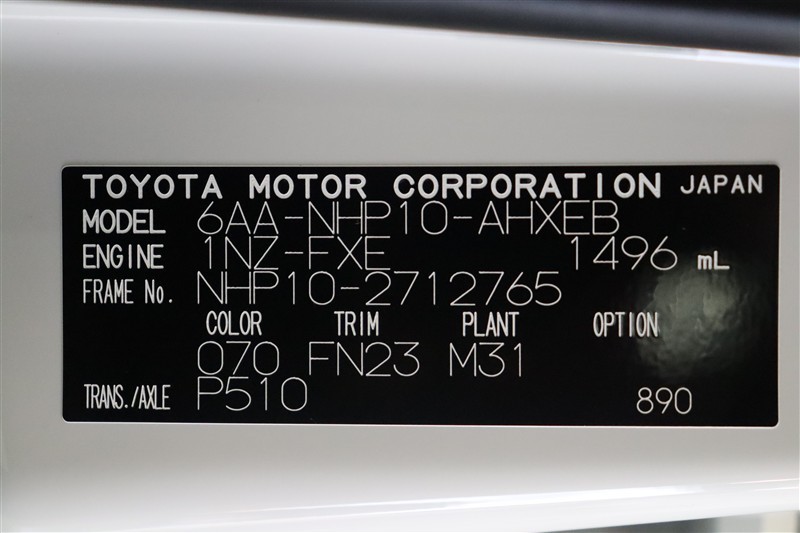 TOYOTA MOTOR CORPORATION JAPAN
MODEL 6AA-NHP10-AHXEB
ENGINE 1NZ-FXE 1496 mL
FRAME No. NHP10-2712765
COLOR TRIM PLANT OPTION
070 FN23 M31
TRANS./AXLE P510 890